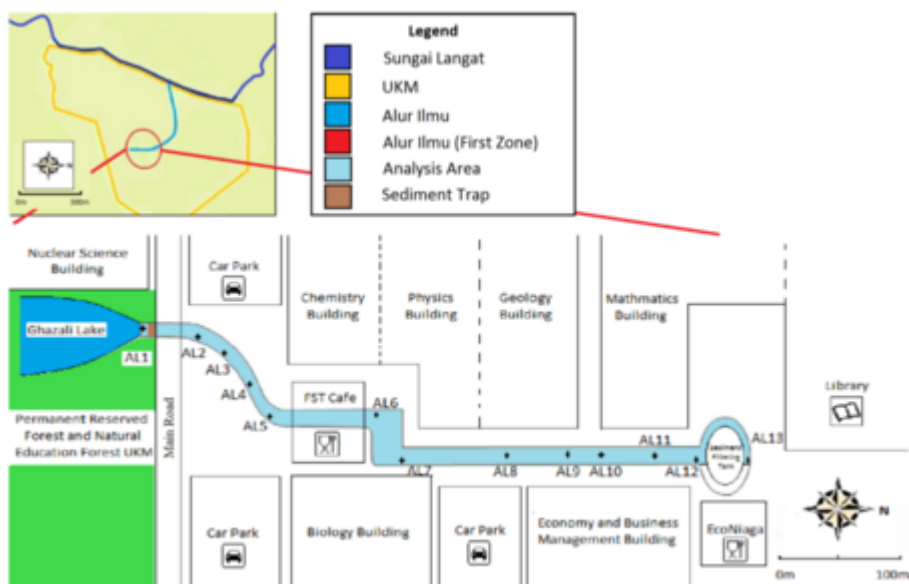 Legend
Sungai Langat
UKM
Alur Ilmu
Alur Ilmu (First Zone)
Analysis Area
Sediment Trap
N
0m
300m
Nuclear Science
Building
Car Park
Chemistry
Building
Physics
Building
Geology
Building
Mathmatics
Building
Ghazali Lake
AL1
AL2
AL3
AL4
AL5
FST Cafe
AL6
AL7
AL8
AL9
AL10
AL11
AL12
AL13
Sediment
Filtering
Tank
Library
Permanent Reserved
Forest and Natural
Education Forest UKM
Main Road
Car Park
Biology Building
Car Park
Economy and Business
Management Building
EcoNiaga
N
0m
100m